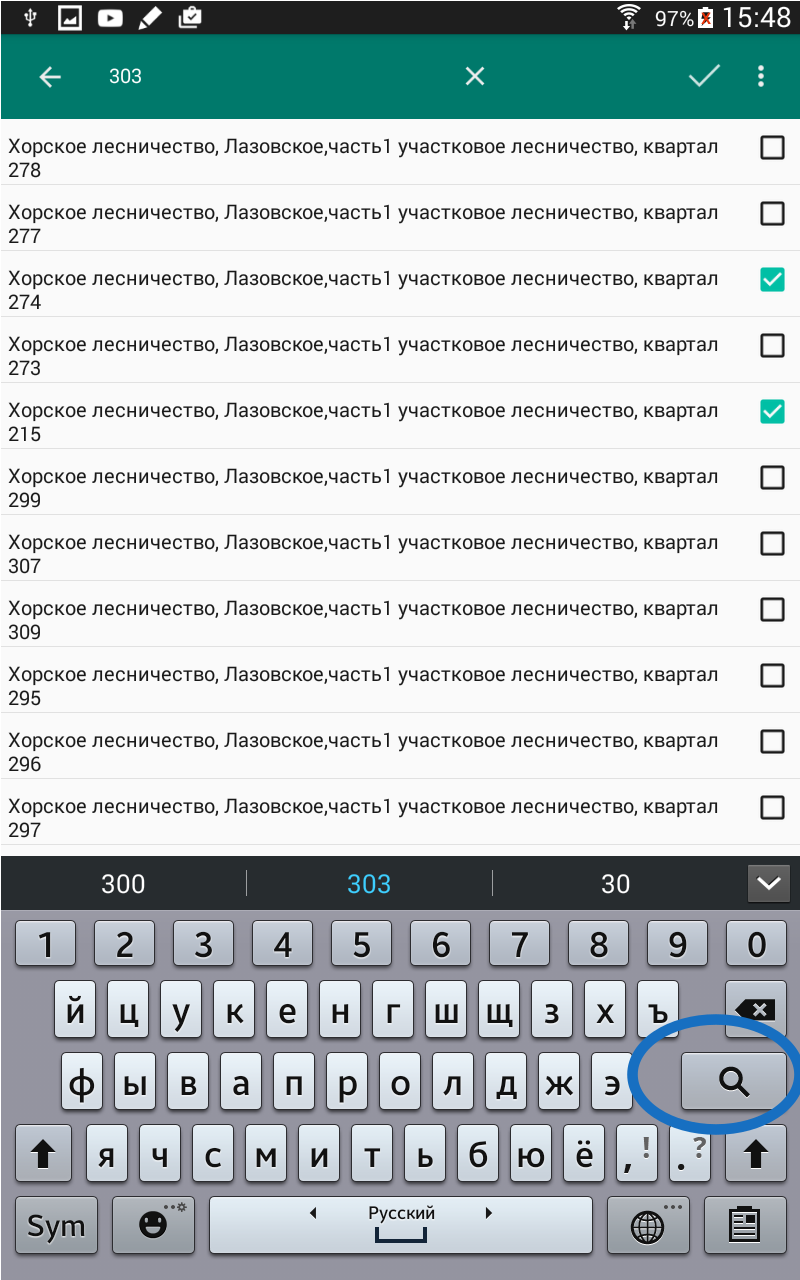 97% 15:48
303
Хорское лесничество, Лазовское,часть1 участковое лесничество, квартал
278
Хорское лесничество, Лазовское,часть1 участковое лесничество, квартал
277
Хорское лесничество, Лазовское,часть1 участковое лесничество, квартал
274
Хорское лесничество, Лазовское,часть1 участковое лесничество, квартал
273
Хорское лесничество, Лазовское,часть1 участковое лесничество, квартал
215
Хорское лесничество, Лазовское,часть1 участковое лесничество, квартал
299
Хорское лесничество, Лазовское,часть1 участковое лесничество, квартал
307
Хорское лесничество, Лазовское,часть1 участковое лесничество, квартал
309
Хорское лесничество, Лазовское,часть1 участковое лесничество, квартал
295
Хорское лесничество, Лазовское,часть1 участковое лесничество, квартал
296
Хорское лесничество, Лазовское,часть1 участковое лесничество, квартал
297
300 303 30
1 2 3 4 5 6 7 8 9 0
й ц у к е н г ш щ з х ъ
ф ы в а п р о л д ж э
я ч с м и т ь б ю ё , ! . ?
Sym Русский